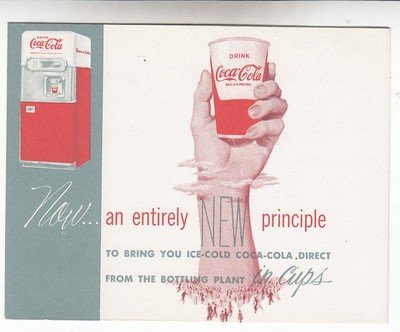 DRINK
Coca-Cola
DRINK
Coca-Cola
Now... an entirely NEW principle
TO BRING YOU ICE-COLD COCA-COLA DIRECT
FROM THE BOTTLING PLANT in Cups